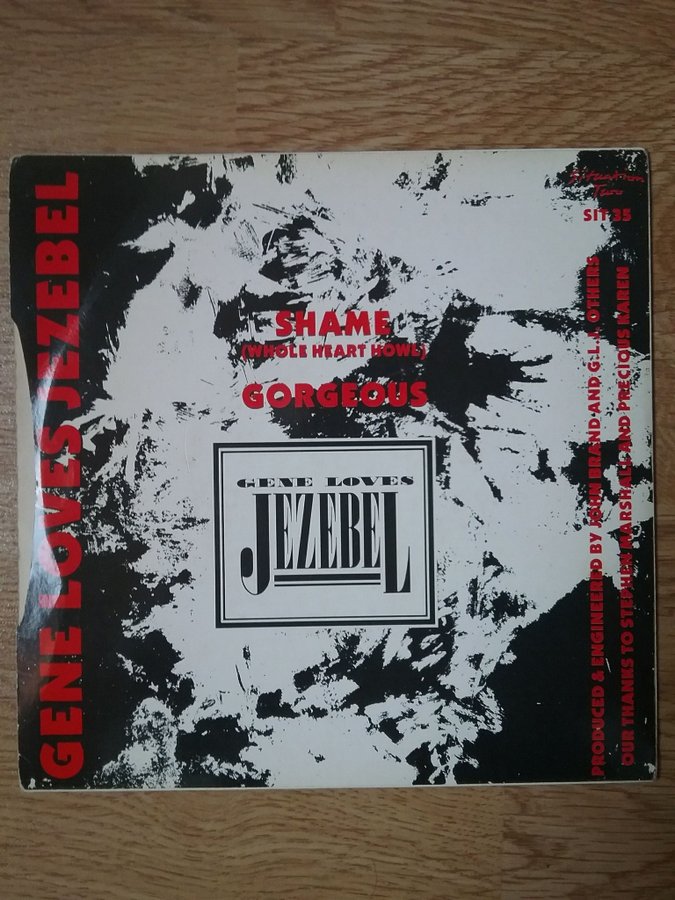 GENE LOVES JEZEBEL
Situation
Two
SIT 35
SHAME
(WHOLE HEART HOWL)
GORGEOUS
GENE LOVES
JEZEBEL
PRODUCED & ENGINEERED BY JOHN BRAND AND G.L.J. OTHERS
OUR THANKS TO STEPHEN MARSHALL AND PRECIOUS KAREN